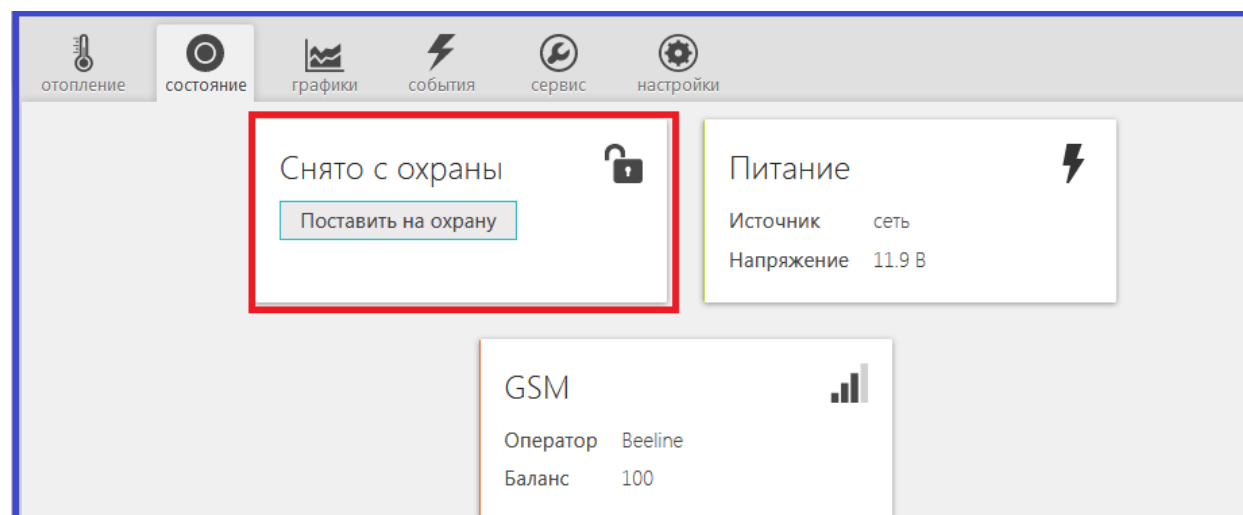 отопление
состояние
графики
события
сервис
настройки
Снято с охраны
Поставить на охрану
Питание
Источник сеть
Напряжение 11.9 В
GSM
Оператор Beeline
Баланс 100